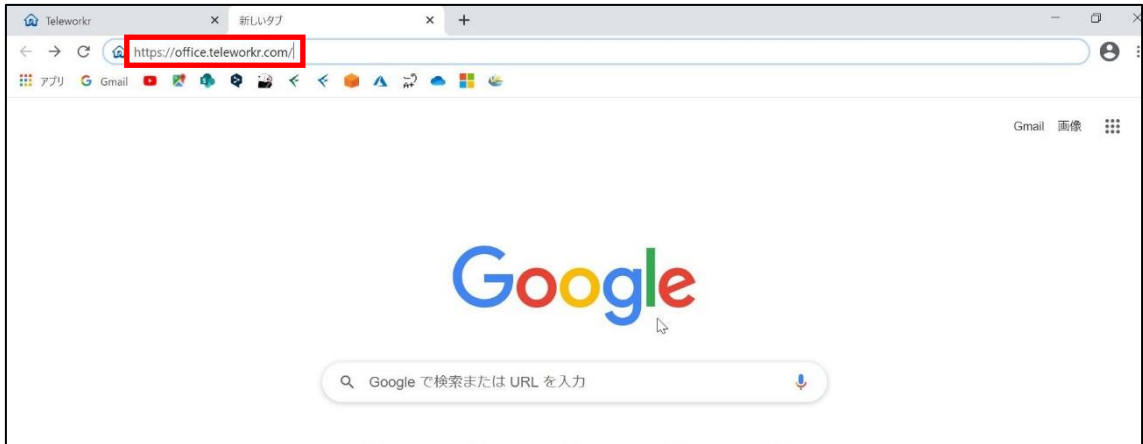 Teleworkr
新しいタブ
https://office.teleworkr.com/
アプリ
Gmail
Gmail 画像
Google
Google で検索または URL を入力